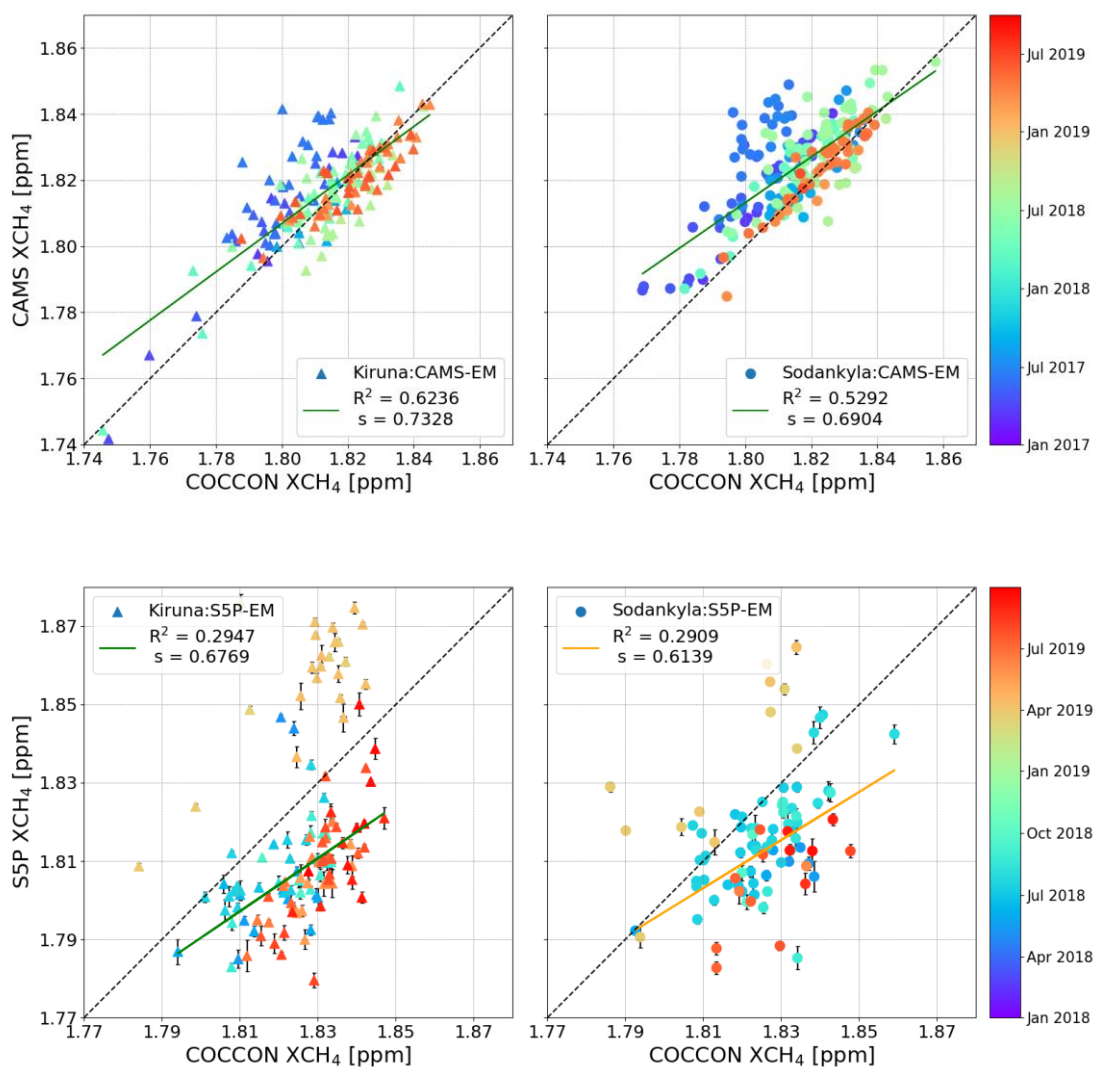 1.86
1.84
1.82
1.80
1.78
1.76
1.74
CAMS XCH₄ [ppm]
Kiruna:CAMS-EM
R² = 0.6236
s = 0.7328
1.74 1.76 1.78 1.80 1.82 1.84 1.86
COCCON XCH₄ [ppm]
Sodankyla:CAMS-EM
R² = 0.5292
s = 0.6904
1.74 1.76 1.78 1.80 1.82 1.84 1.86
COCCON XCH₄ [ppm]
Jul 2019
Jan 2019
Jul 2018
Jan 2018
Jul 2017
Jan 2017
1.87
1.85
1.83
1.81
1.79
1.77
S5P XCH₄ [ppm]
Kiruna:S5P-EM
R² = 0.2947
s = 0.6769
1.77 1.79 1.81 1.83 1.85 1.87
COCCON XCH₄ [ppm]
Sodankyla:S5P-EM
R² = 0.2909
s = 0.6139
1.77 1.79 1.81 1.83 1.85 1.87
COCCON XCH₄ [ppm]
Jul 2019
Apr 2019
Jan 2019
Oct 2018
Jul 2018
Apr 2018
Jan 2018